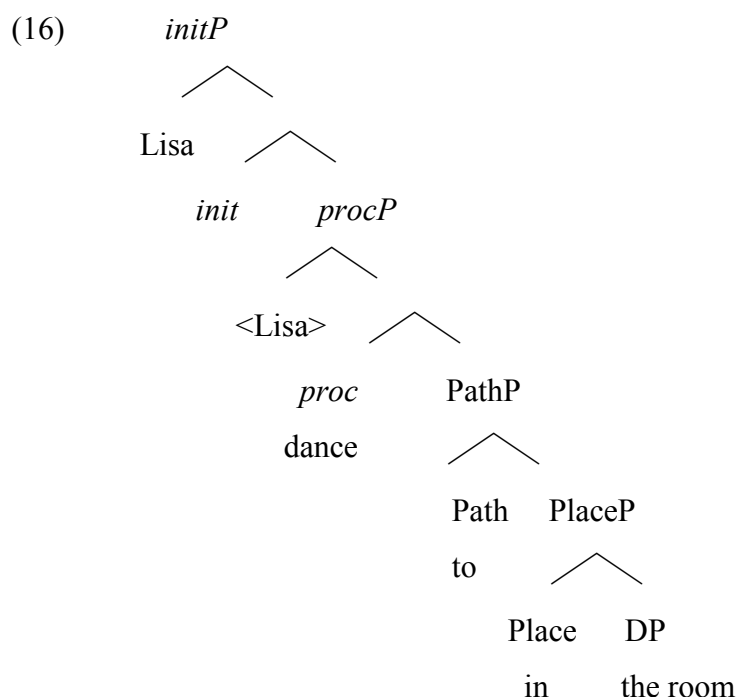 (16) initP
Lisa
init procP
<Lisa>
proc PathP
dance
Path PlaceP
to
Place DP
in the room